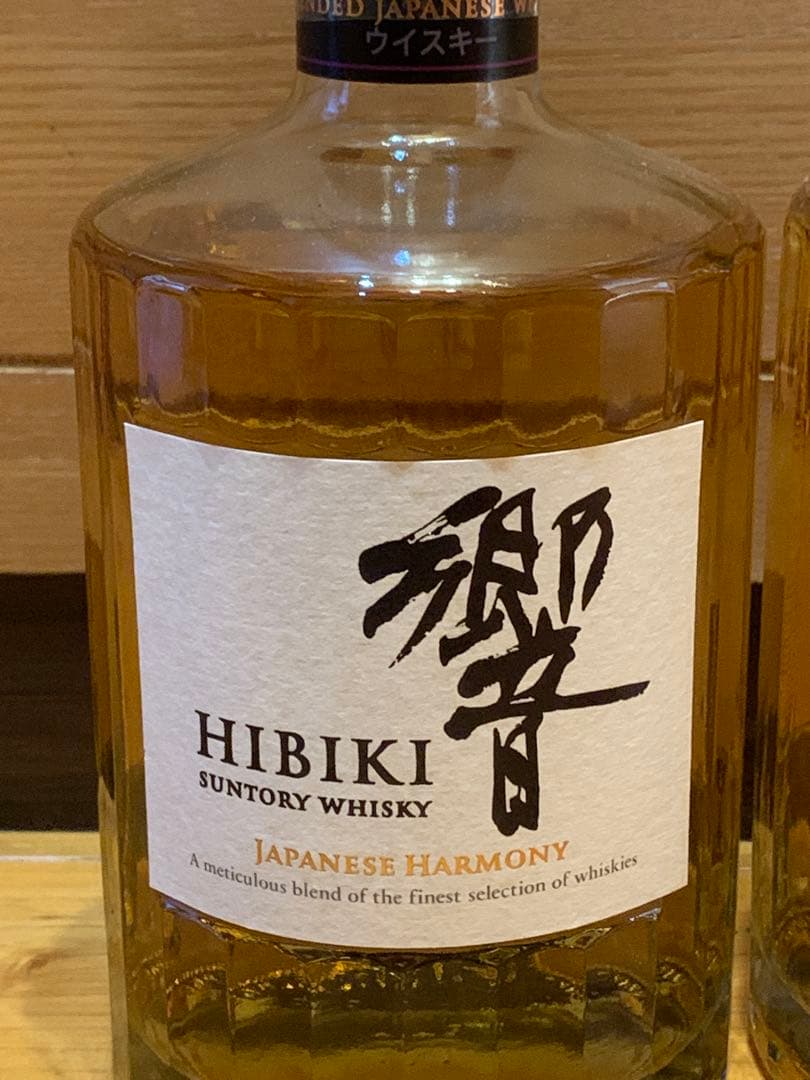 JAPANESE
ウイスキー
響
HIBIKI
SUNTORY WHISKY
JAPANESE HARMONY
A meticulous blend of the finest selection of whiskies